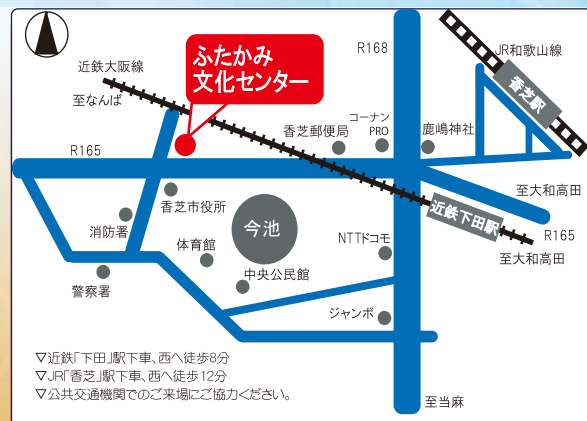 近鉄大阪線
至なんば
ふたかみ
文化センター
R168
JR和歌山線
香芝駅
コーナン
PRO
香芝郵便局
鹿嶋神社
R165
香芝市役所
消防署
今池
体育館
中央公民館
警察署
NTTドコモ
近鉄下田駅
至大和高田
R165
至大和高田
ジャンボ
至当麻
▽近鉄「下田」駅下車、西へ徒歩8分
▽JR「香芝」駅下車、西へ徒歩12分
▽公共交通機関でのご来場にご協力ください。